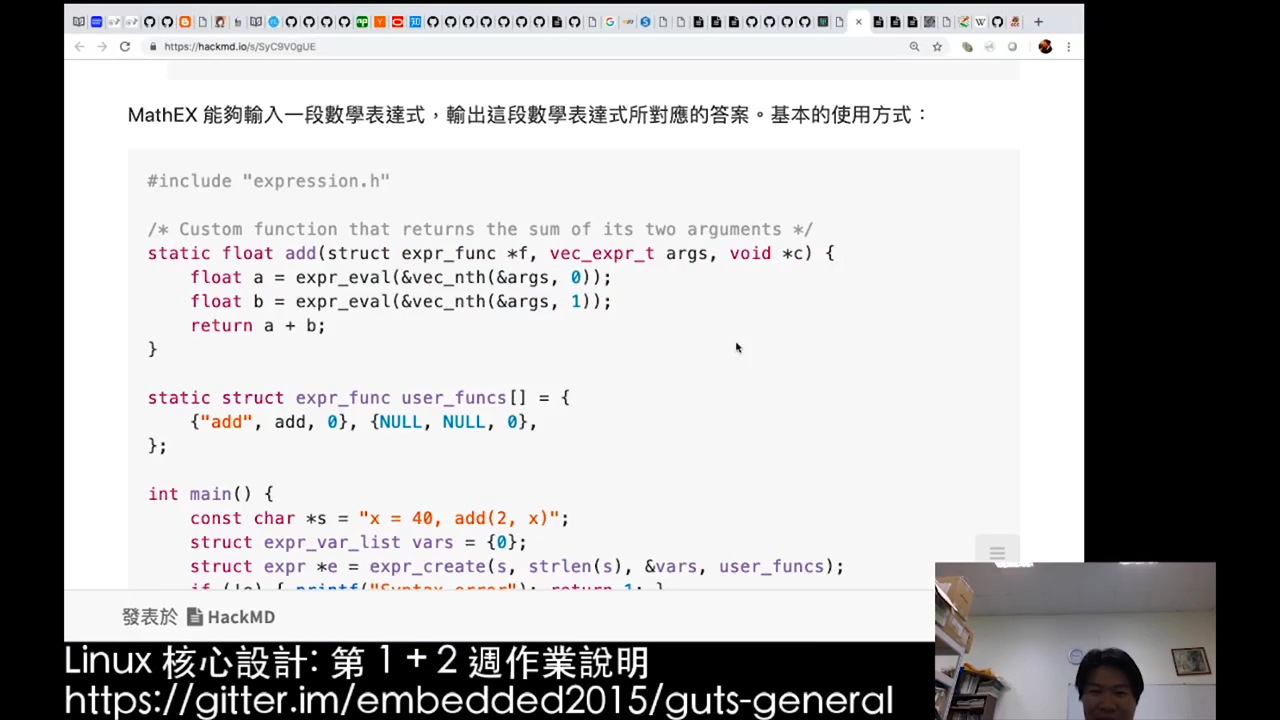 https://hackmd.io/s/SyC9V0gUE
MathEX 能夠輸入一段數學表達式，輸出這段數學表達式所對應的答案。基本的使用方式：
#include "expression.h"
/* Custom function that returns the sum of its two arguments */
static float add(struct expr_func *f, vec_expr_t args, void *c) {
    float a = expr_eval(&vec_nth(&args, 0));
    float b = expr_eval(&vec_nth(&args, 1));
    return a + b;
}
static struct expr_func user_funcs[] = {
    {"add", add, 0}, {NULL, NULL, 0},
};
int main() {
    const char *s = "x = 40, add(2, x)";
    struct expr_var_list vars = {0};
    struct expr *e = expr_create(s, strlen(s), &vars, user_funcs);
    if (!e) { printf("Syntax error"); return 1; }
發表於 HackMD
Linux 核心設計: 第 1 + 2 週作業說明
https://gitter.im/embedded2015/guts-general